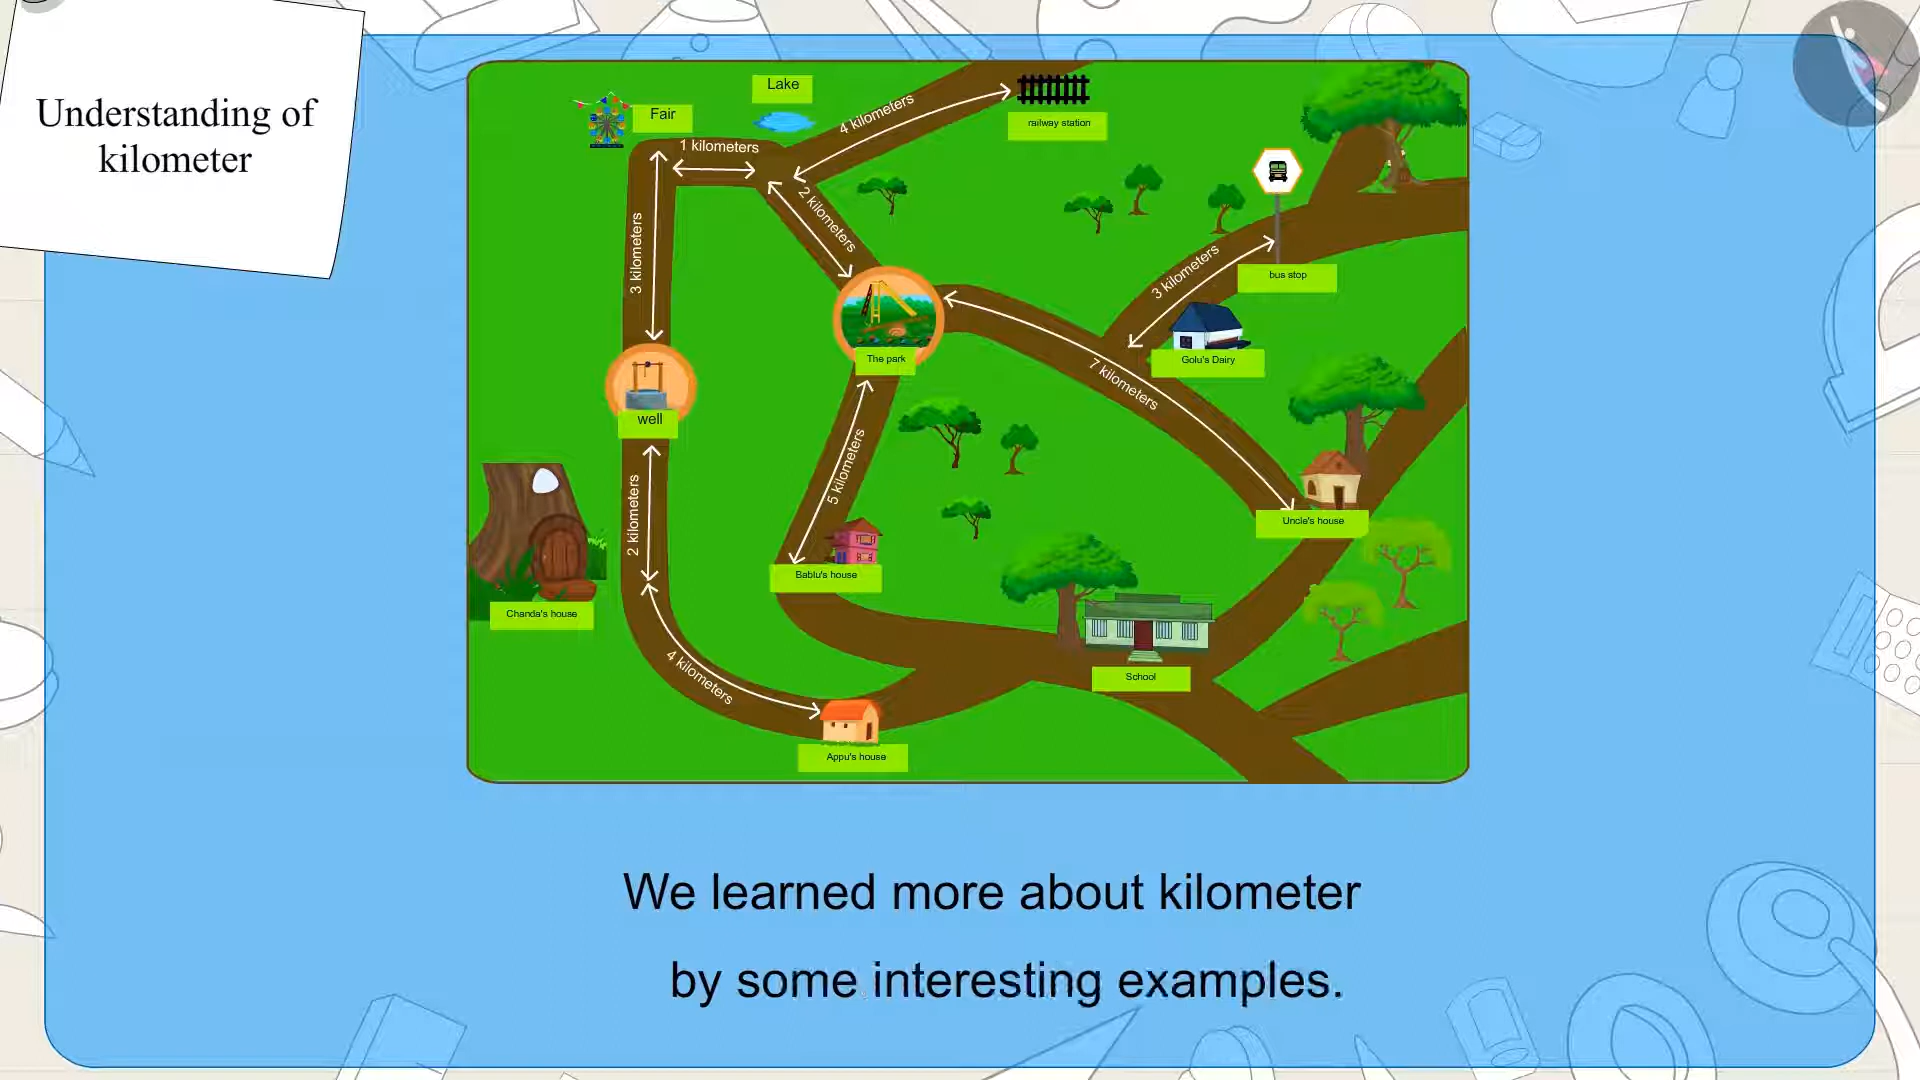 Understanding of
kilometer
Lake
Fair
4 kilometers
railway station
1 kilometers
2 kilometers
3 kilometers
3 kilometers
bus stop
The park
Golu's Dairy
7 kilometers
well
5 kilometers
2 kilometers
Uncle's house
Bablu's house
Chanda's house
4 kilometers
School
Appu's house
We learned more about kilometer
by some interesting examples.